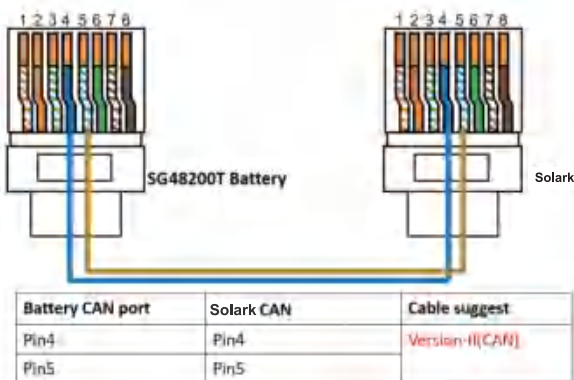 1 2 3 4 5 6 7 8
1 2 3 4 5 6 7 8
SG48200T Battery
Solark
Battery CAN port Solark CAN Cable suggest
Pin4 Pin4 Version-II(CAN)
Pin5 Pin5